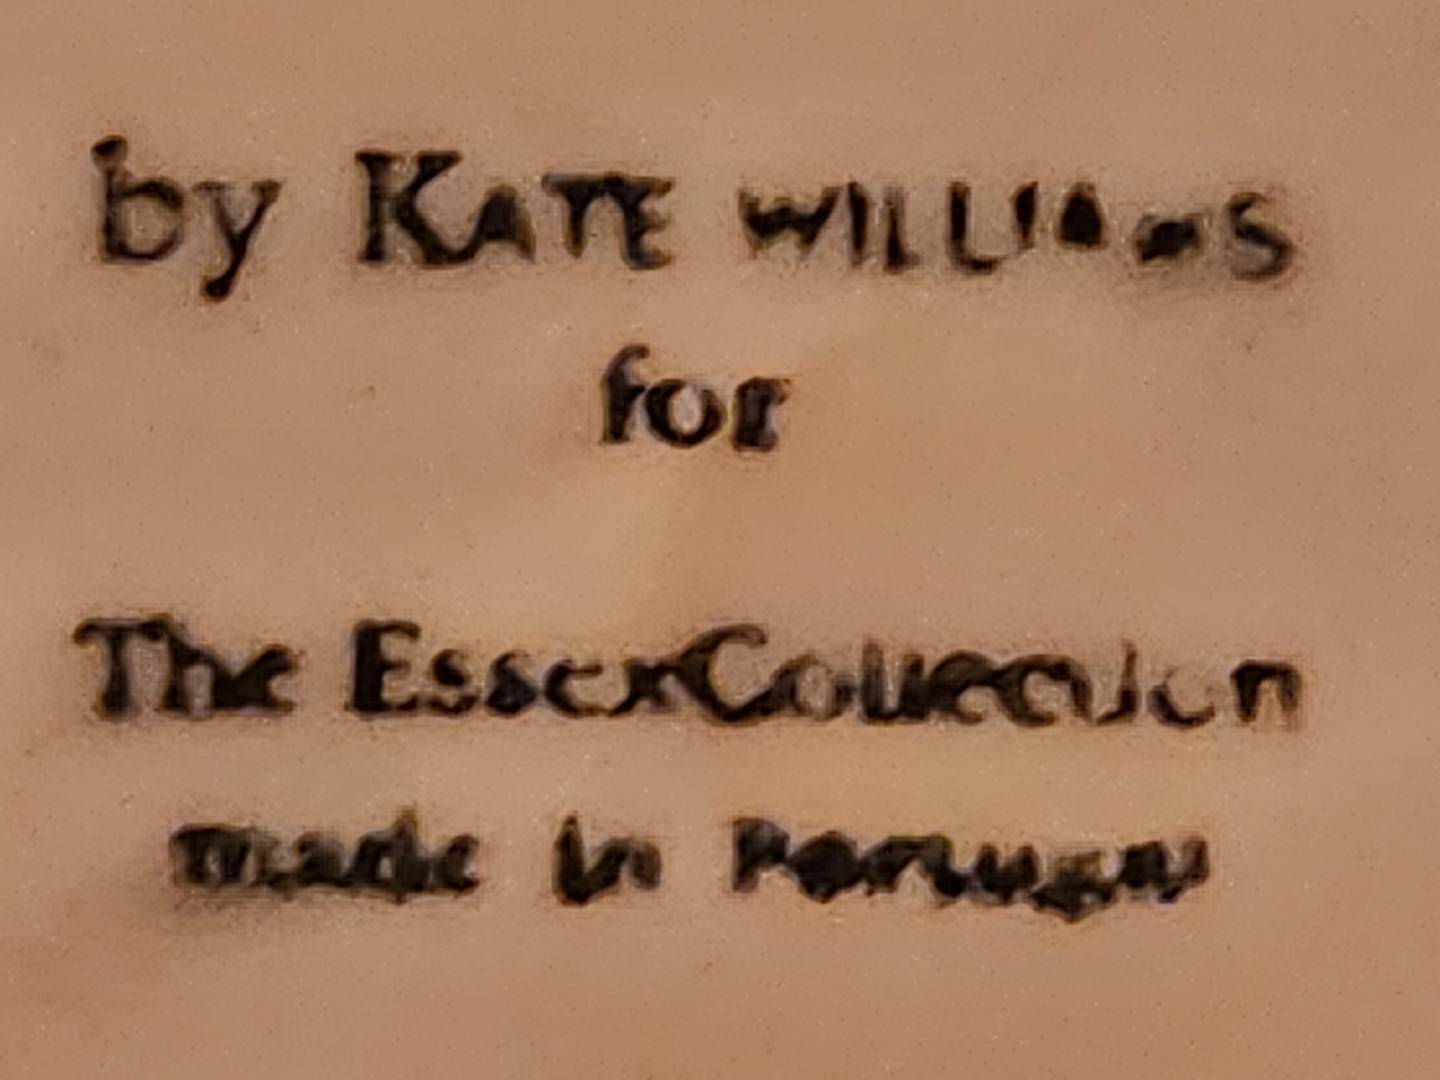 by KATE WILLIAMS
for
The Essex Collection
made in Portugal